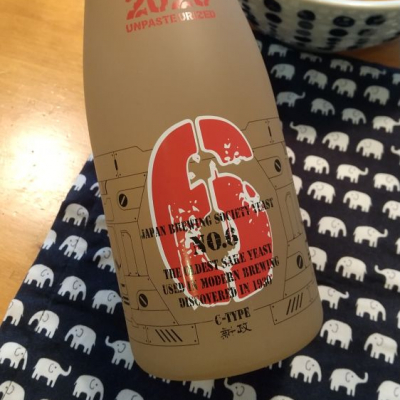 2020
UNPASTEURIZED
6
JAPAN BREWING SOCIETY YEAST
NO.6
THE OLDEST SAKE YEAST
USED IN MODERN BREWING
DISCOVERED IN 1930
C-TYPE
新政